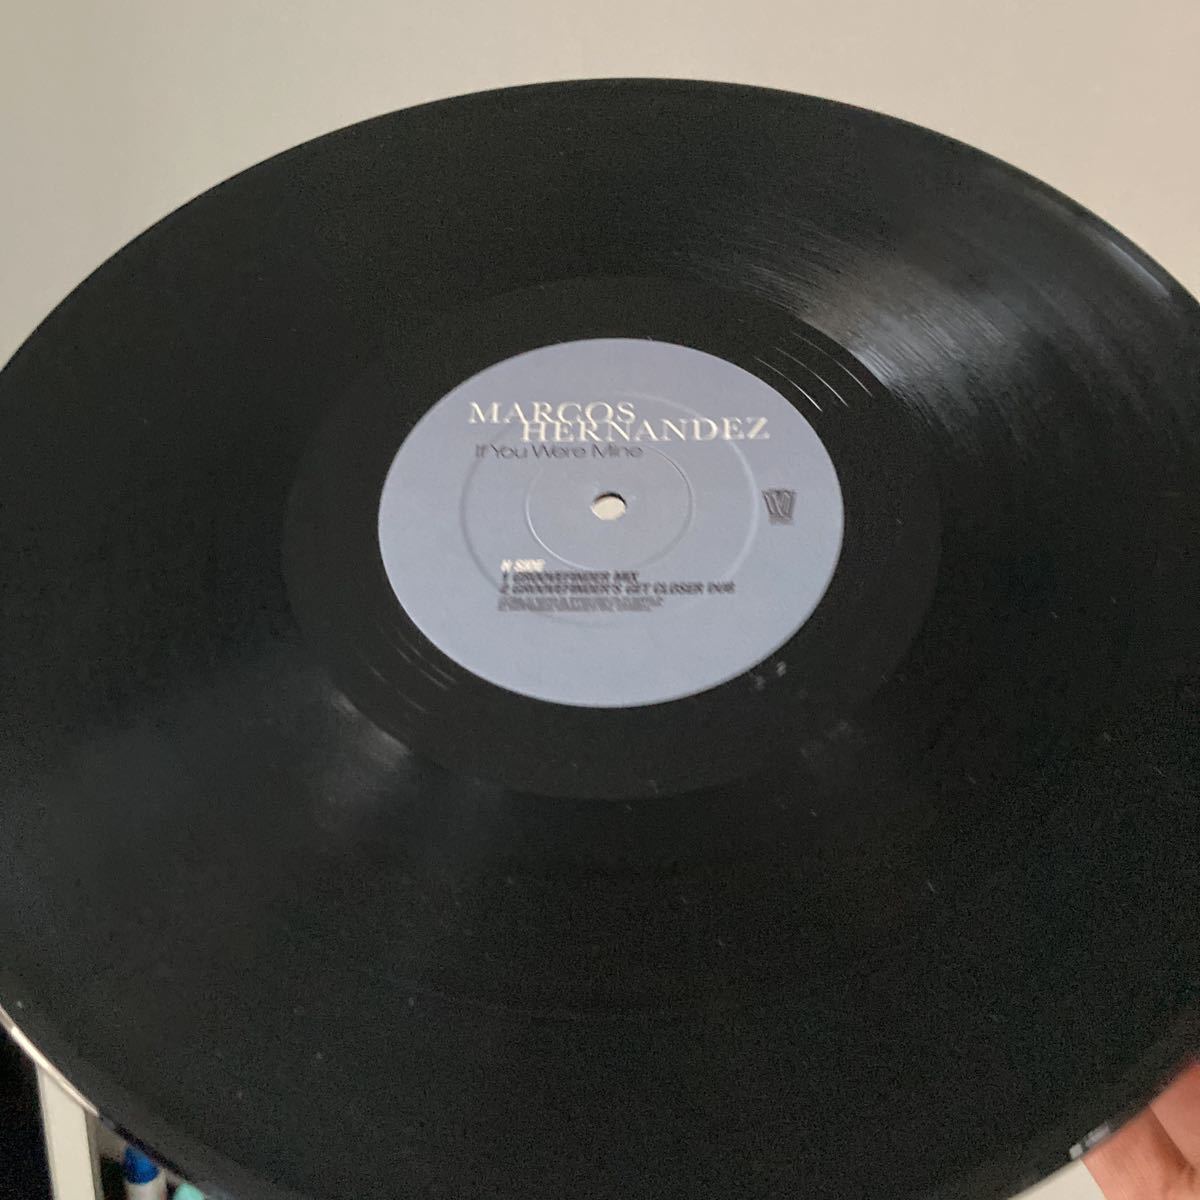 MARCOS
HERNANDEZ
If You Were Mine
H SIDE
1 GROOVEFINDER MIX
2 GROOVEFINDER'S GET CLOSER DUB